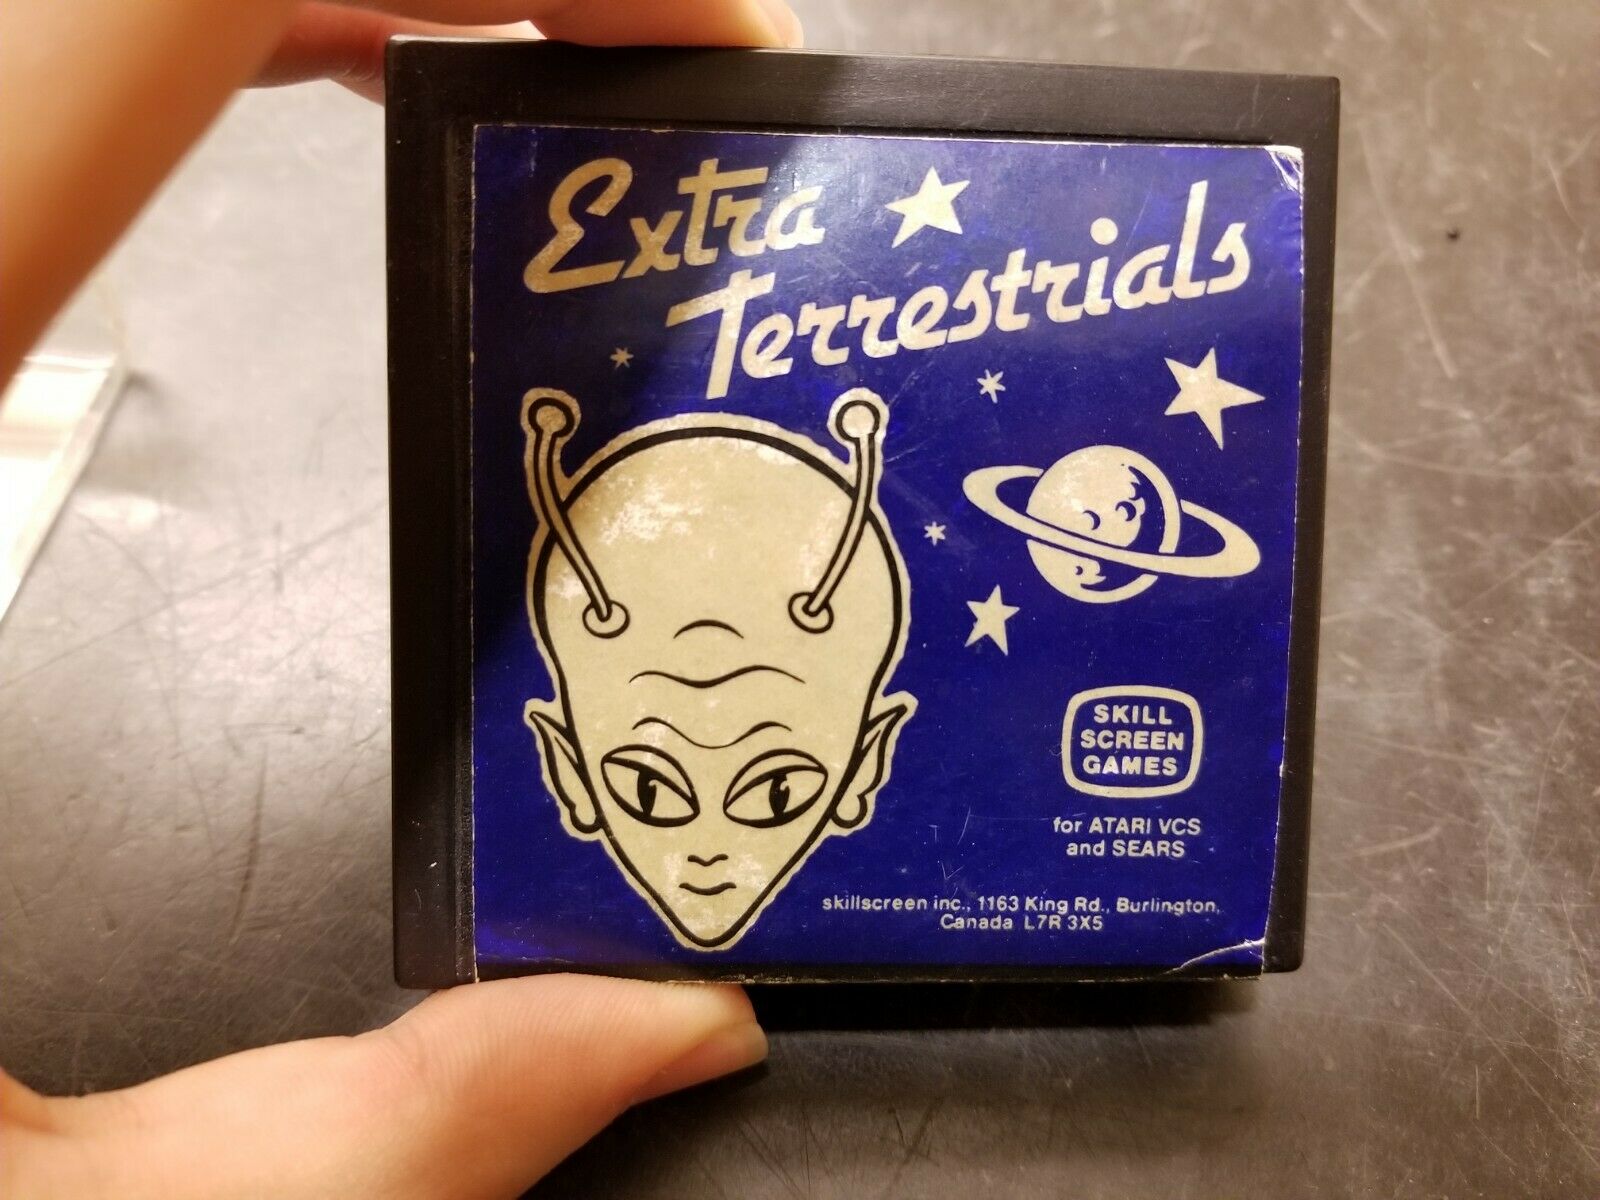 Extra
Terrestrials
SKILL
SCREEN
GAMES
for ATARI VCS
and SEARS
skillscreen inc., 1163 King Rd., Burlington,
Canada L7R 3X5